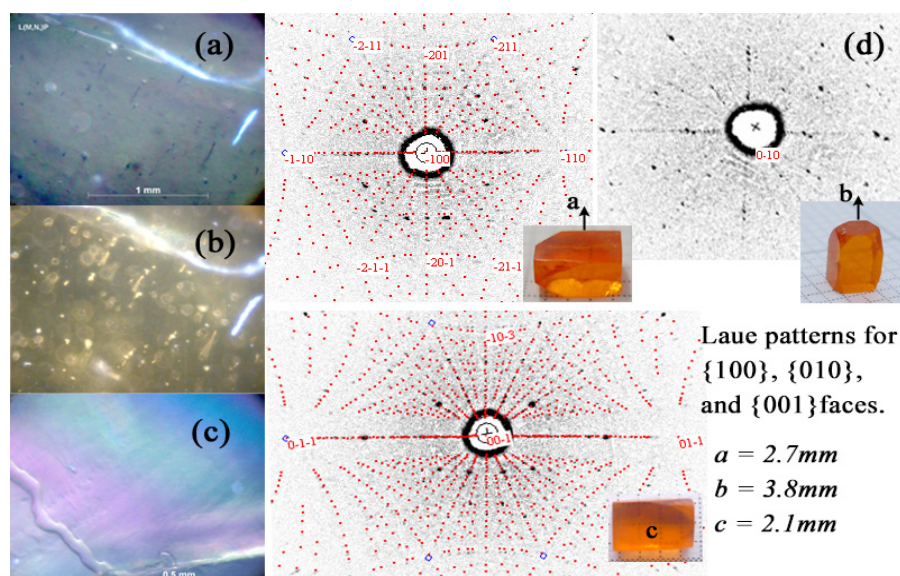 L(M,N)P
(a)
1 mm
(b)
(c)
0.5 mm
-2-11
-211
-201
-1-10
-100
-110
-2-1-1
-20-1
-21-1
a
(d)
0-10
b
-10-3
0-1-1
00-1
01-1
c
Laue patterns for
{100}, {010},
and {001}faces.
a = 2.7mm
b = 3.8mm
c = 2.1mm